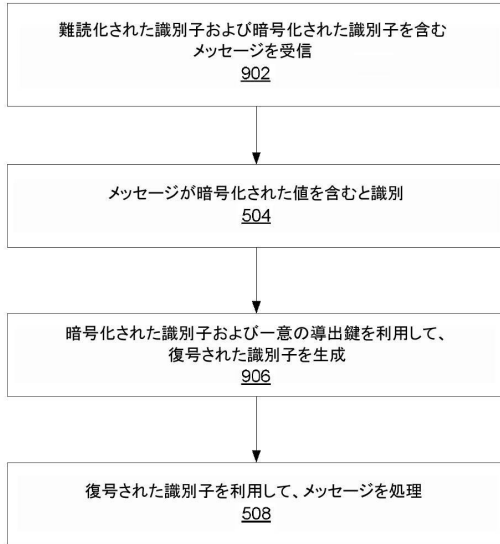 難読化された識別子および暗号化された識別子を含む
メッセージを受信
902
メッセージが暗号化された値を含むと識別
504
暗号化された識別子および一意の導出鍵を利用して、
復号された識別子を生成
906
復号された識別子を利用して、メッセージを処理
508